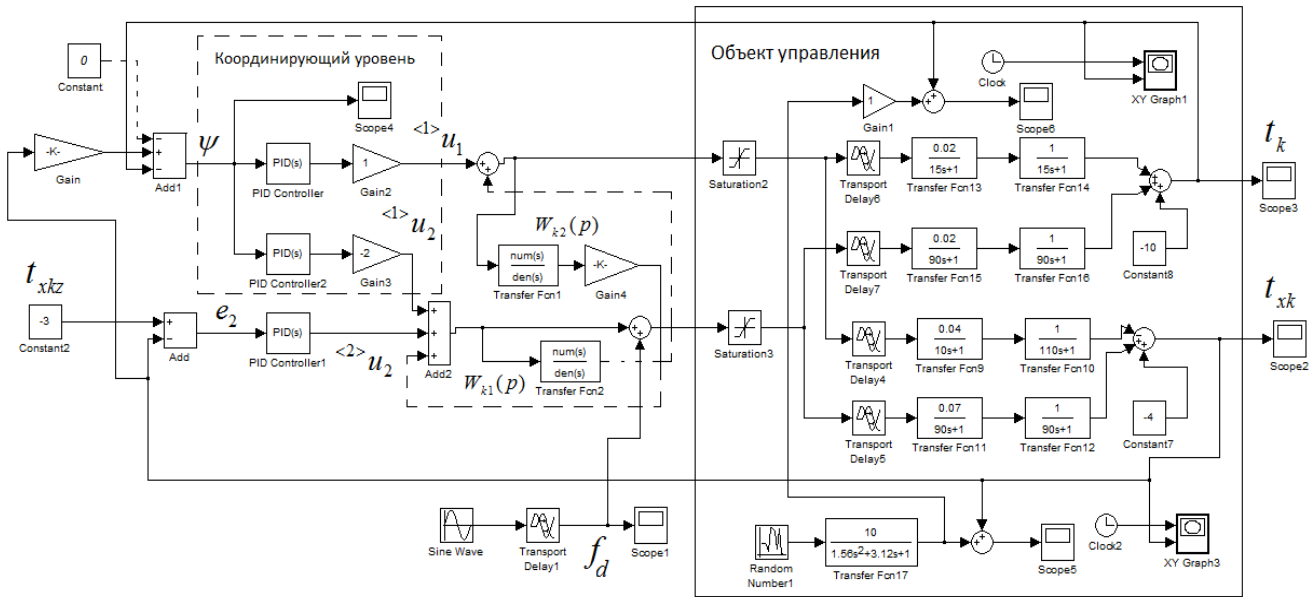 Координирующий уровень
Объект управления
0
Constant
Clock
XY Graph1
-K-
Gain
Add1
ψ
Scope4
<1>u1
PID(s)
PID Controller
1
Gain2
1
Gain1
Scope6
tk
Scope3
Saturation2
Transport
Delay6
0.02
15s+1
Transfer Fcn13
1
15s+1
Transfer Fcn14
<1>u2
PID(s)
PID Controller2
-2
Gain3
Wk2(p)
num(s)
den(s)
Transfer Fcn1
-K-
Gain4
Transport
Delay7
0.02
90s+1
Transfer Fcn15
1
90s+1
Transfer Fcn16
-10
Constant8
txkz
-3
Constant2
Add
e2
PID(s)
PID Controller1
<2>u2
Add2
Wk1(p)
num(s)
den(s)
Transfer Fcn2
Saturation3
Transport
Delay4
0.04
10s+1
Transfer Fcn9
1
110s+1
Transfer Fcn10
txk
Scope2
Transport
Delay5
0.07
90s+1
Transfer Fcn11
1
90s+1
Transfer Fcn12
-4
Constant7
Sine Wave
Transport
Delay1
fd
Scope1
Random
Number1
10
1.56s2+3.12s+1
Transfer Fcn17
Scope5
Clock2
XY Graph3